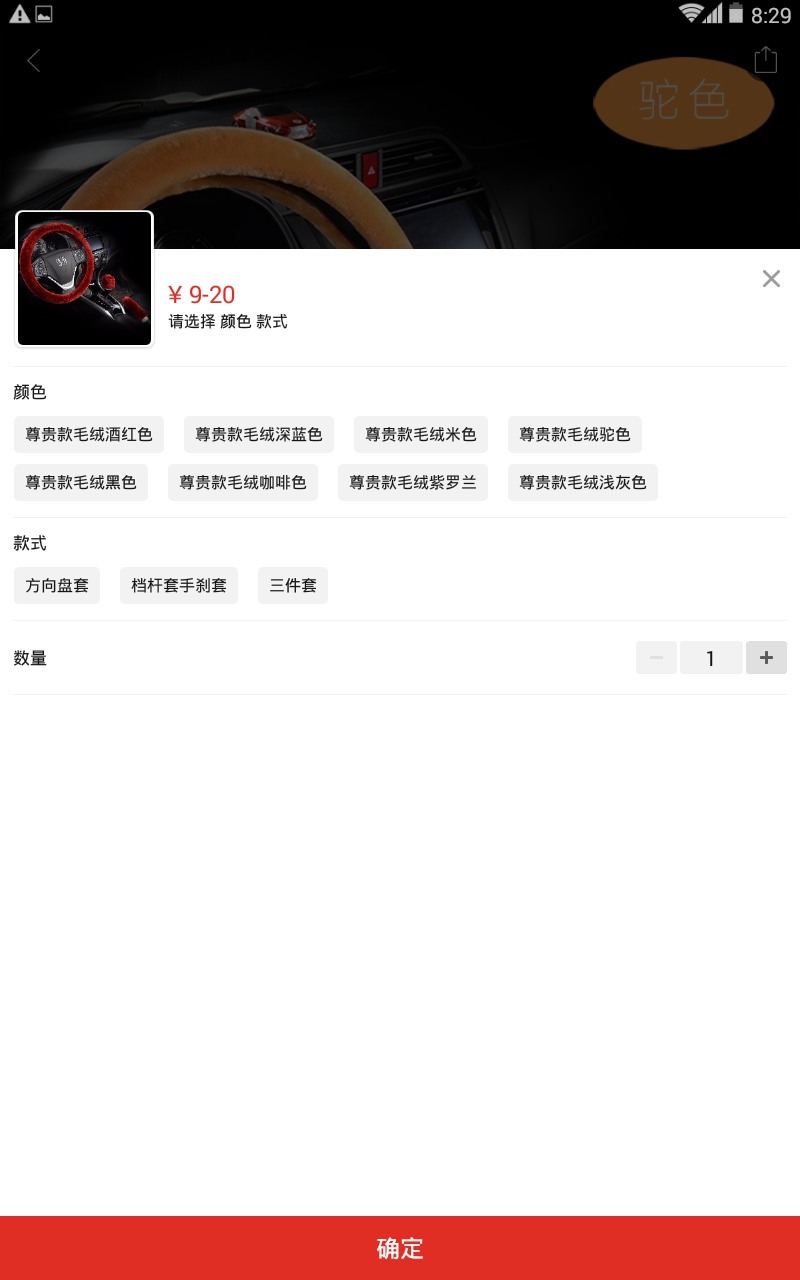 8:29
驼色
¥ 9-20
请选择 颜色 款式
颜色
尊贵款毛绒酒红色 尊贵款毛绒深蓝色 尊贵款毛绒米色 尊贵款毛绒驼色
尊贵款毛绒黑色 尊贵款毛绒咖啡色 尊贵款毛绒紫罗兰 尊贵款毛绒浅灰色
款式
方向盘套 档杆套手刹套 三件套
数量 1
确定